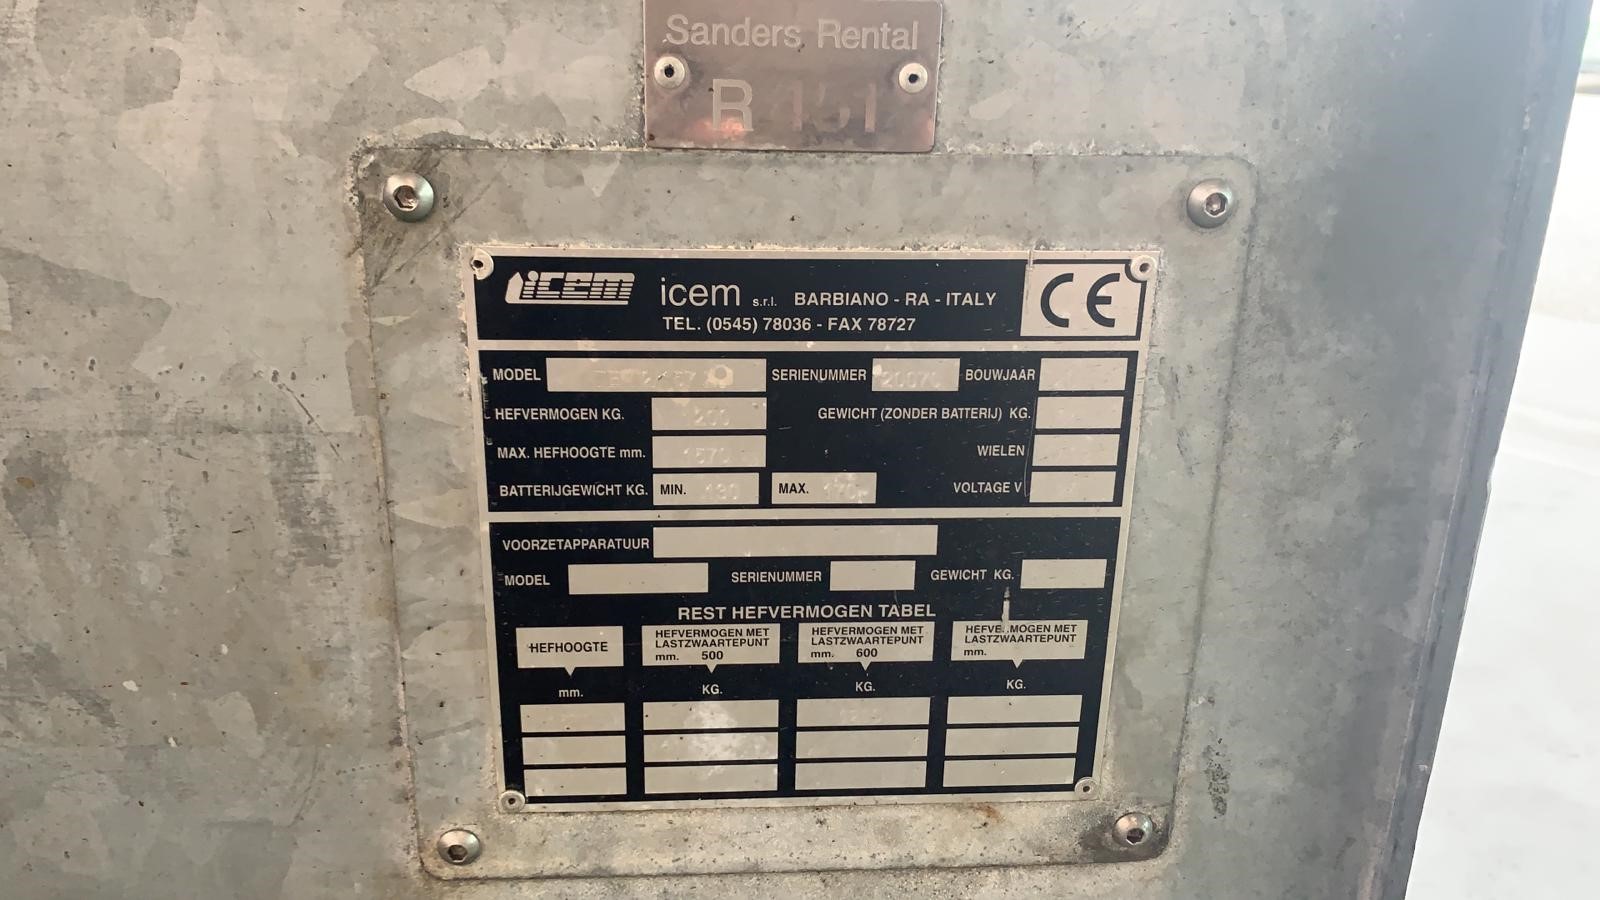 Sanders Rental
R 151
icem icem s.r.l. BARBIANO - RA - ITALY CE
TEL. (0545) 78036 - FAX 78727
MODEL SERIENUMMER BOUWJAAR
HEFVERMOGEN KG. GEWICHT (ZONDER BATTERIJ) KG.
MAX. HEFHOOGTE mm. 1570 WIELEN
BATTERIJGEWICHT KG. MIN. MAX. VOLTAGE V
VOORZETAPPARATUUR
MODEL SERIENUMMER GEWICHT KG.
REST HEFVERMOGEN TABEL
HEFHOOGTE
HEFVERMOGEN MET
LASTZWAARTEPUNT
mm. 500
HEFVERMOGEN MET
LASTZWAARTEPUNT
mm. 600
HEFVERMOGEN MET
LASTZWAARTEPUNT
mm.
mm. KG. KG. KG.